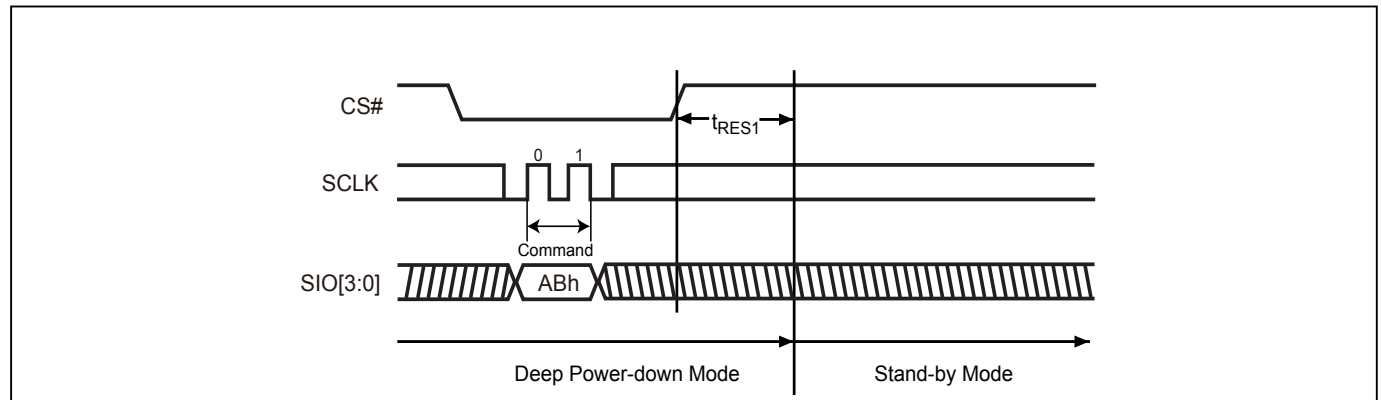 CS#
tRES1
0 1
SCLK
Command
SIO[3:0]
ABh
Deep Power-down Mode
Stand-by Mode